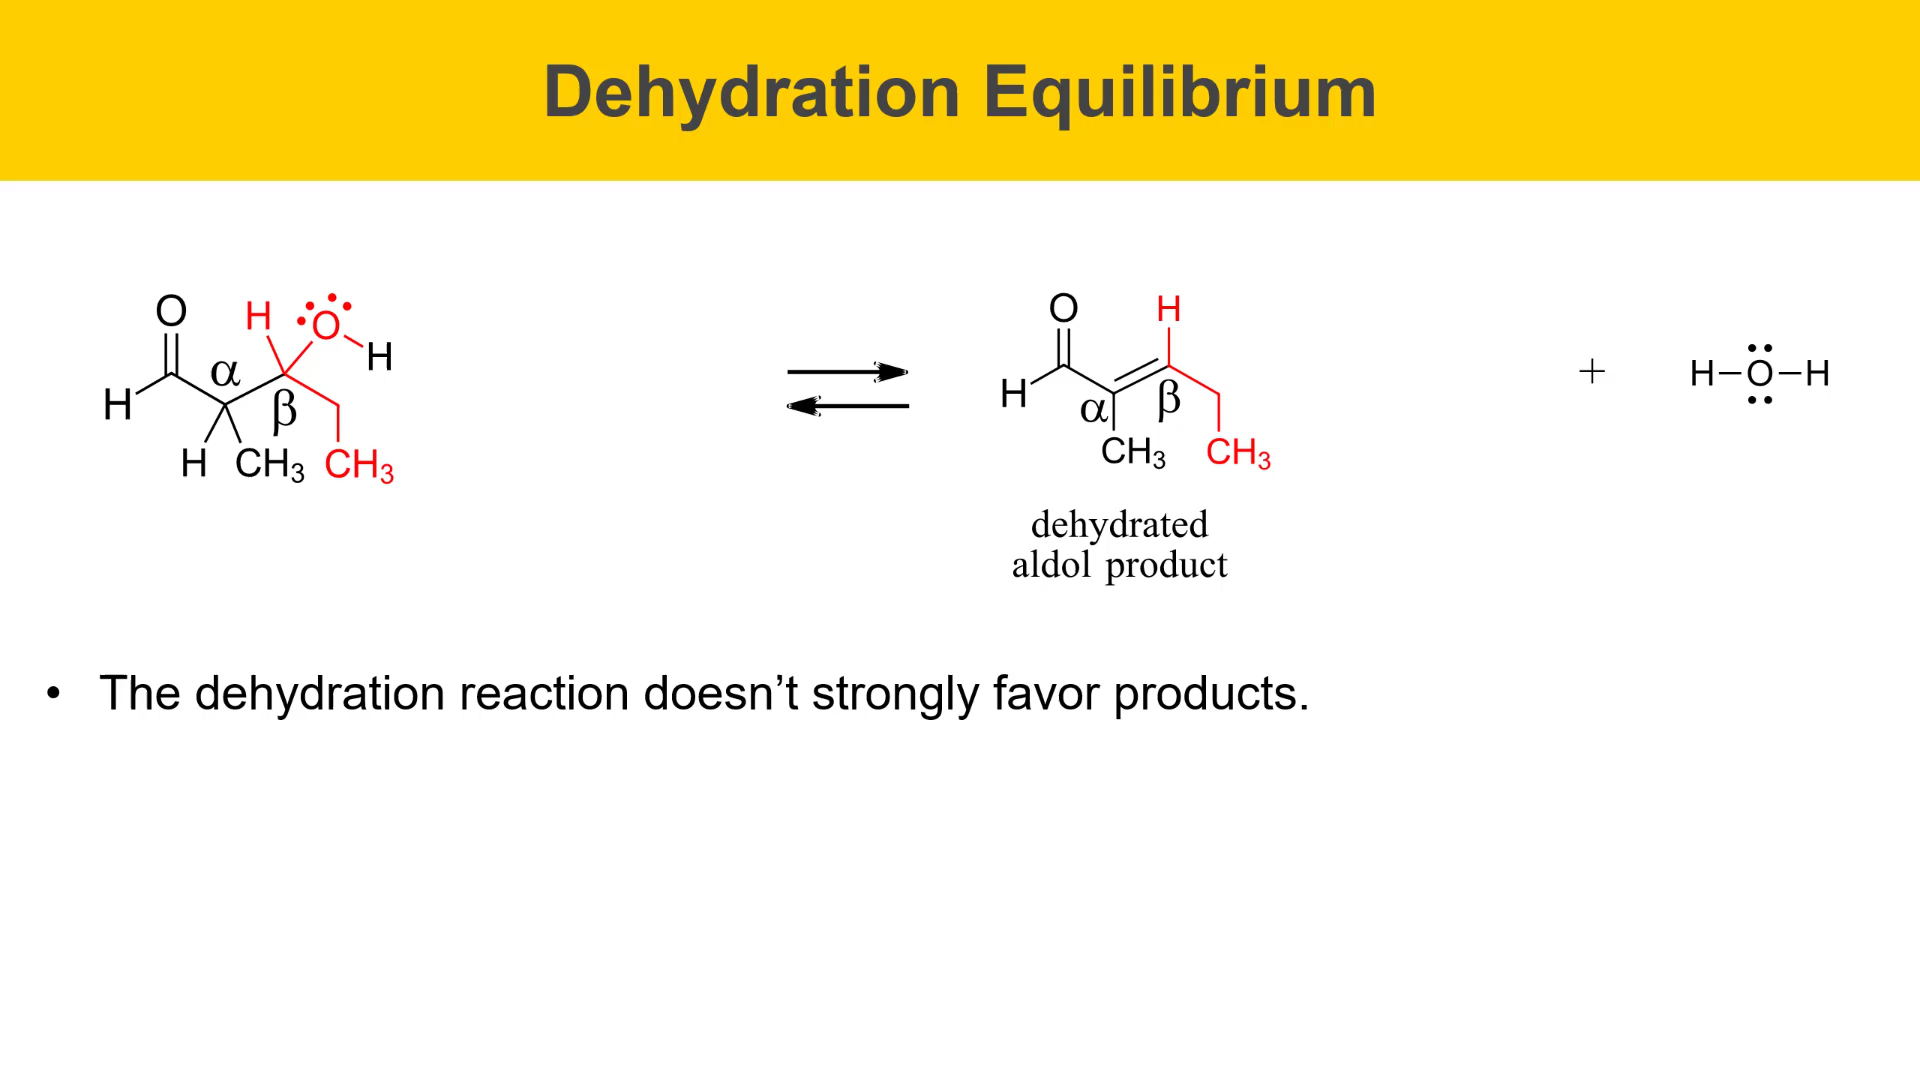 Dehydration Equilibrium
O H O H
H α β
H CH3 CH3
O H
H α β
CH3 CH3
+ H O H
dehydrated
aldol product
• The dehydration reaction doesn’t strongly favor products.